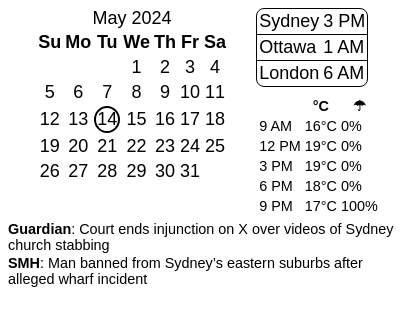 May 2024
Su Mo Tu We Th Fr Sa
1 2 3 4
5 6 7 8 9 10 11
12 13 14 15 16 17 18
19 20 21 22 23 24 25
26 27 28 29 30 31
Sydney 3 PM
Ottawa 1 AM
London 6 AM
°C ☂
9 AM 16°C 0%
12 PM 19°C 0%
3 PM 19°C 0%
6 PM 18°C 0%
9 PM 17°C 100%
Guardian: Court ends injunction on X over videos of Sydney
church stabbing
SMH: Man banned from Sydney’s eastern suburbs after
alleged wharf incident